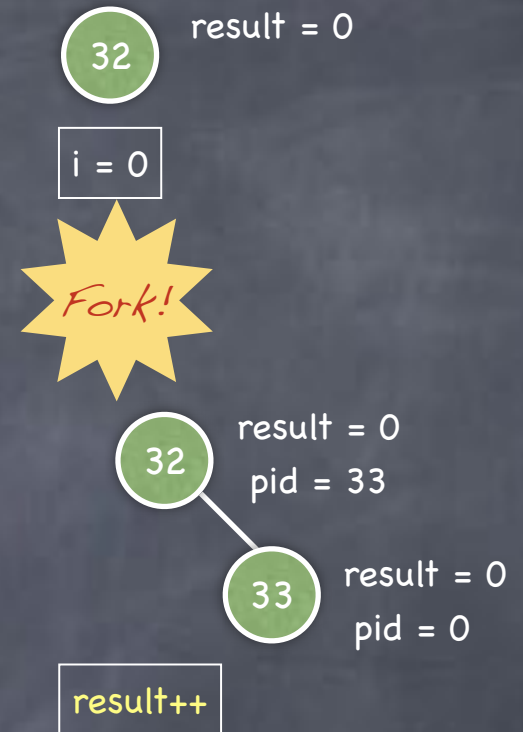 32
result = 0
i = 0
Fork!
32
result = 0
pid = 33
33
result = 0
pid = 0
result++